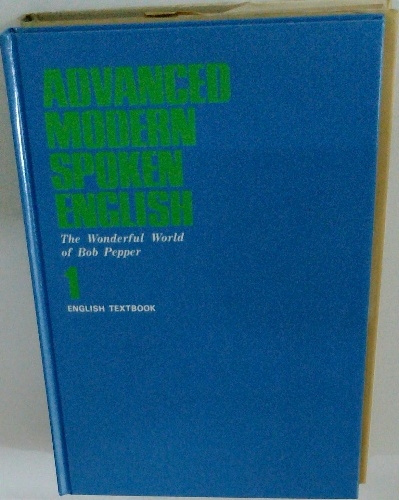 ADVANCED
MODERN
SPOKEN
ENGLISH
The Wonderful World
of Bob Pepper
1
ENGLISH TEXTBOOK